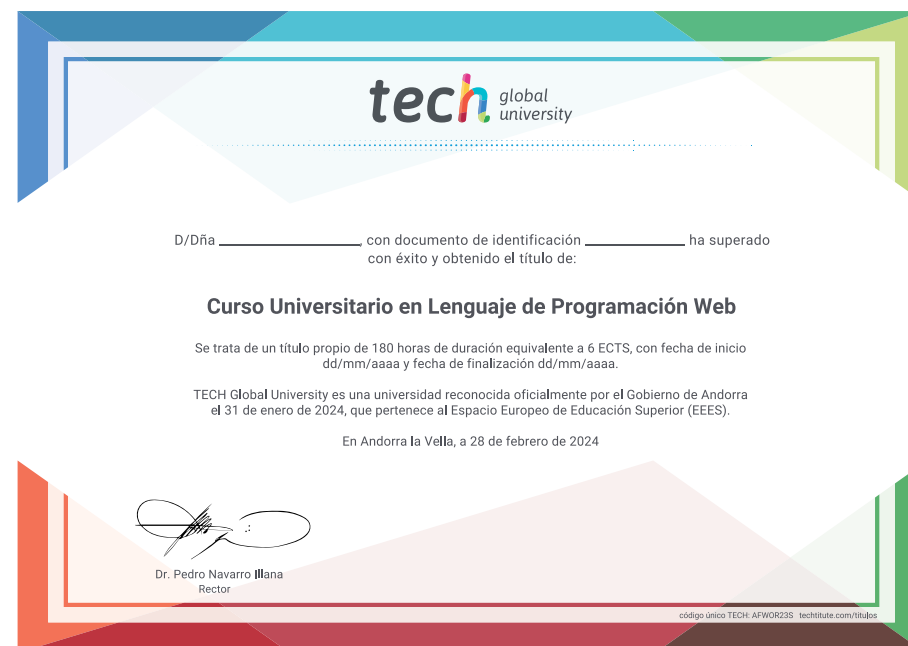 tech global university
D/Dña ____________________, con documento de identificación ______________ ha superado
con éxito y obtenido el título de:
Curso Universitario en Lenguaje de Programación Web
Se trata de un título propio de 180 horas de duración equivalente a 6 ECTS, con fecha de inicio
dd/mm/aaaa y fecha de finalización dd/mm/aaaa.
TECH Global University es una universidad reconocida oficialmente por el Gobierno de Andorra
el 31 de enero de 2024, que pertenece al Espacio Europeo de Educación Superior (EEES).
En Andorra la Vella, a 28 de febrero de 2024
Dr. Pedro Navarro Illana
Rector
código único TECH: AFWOR23S techtitute.com/titulos